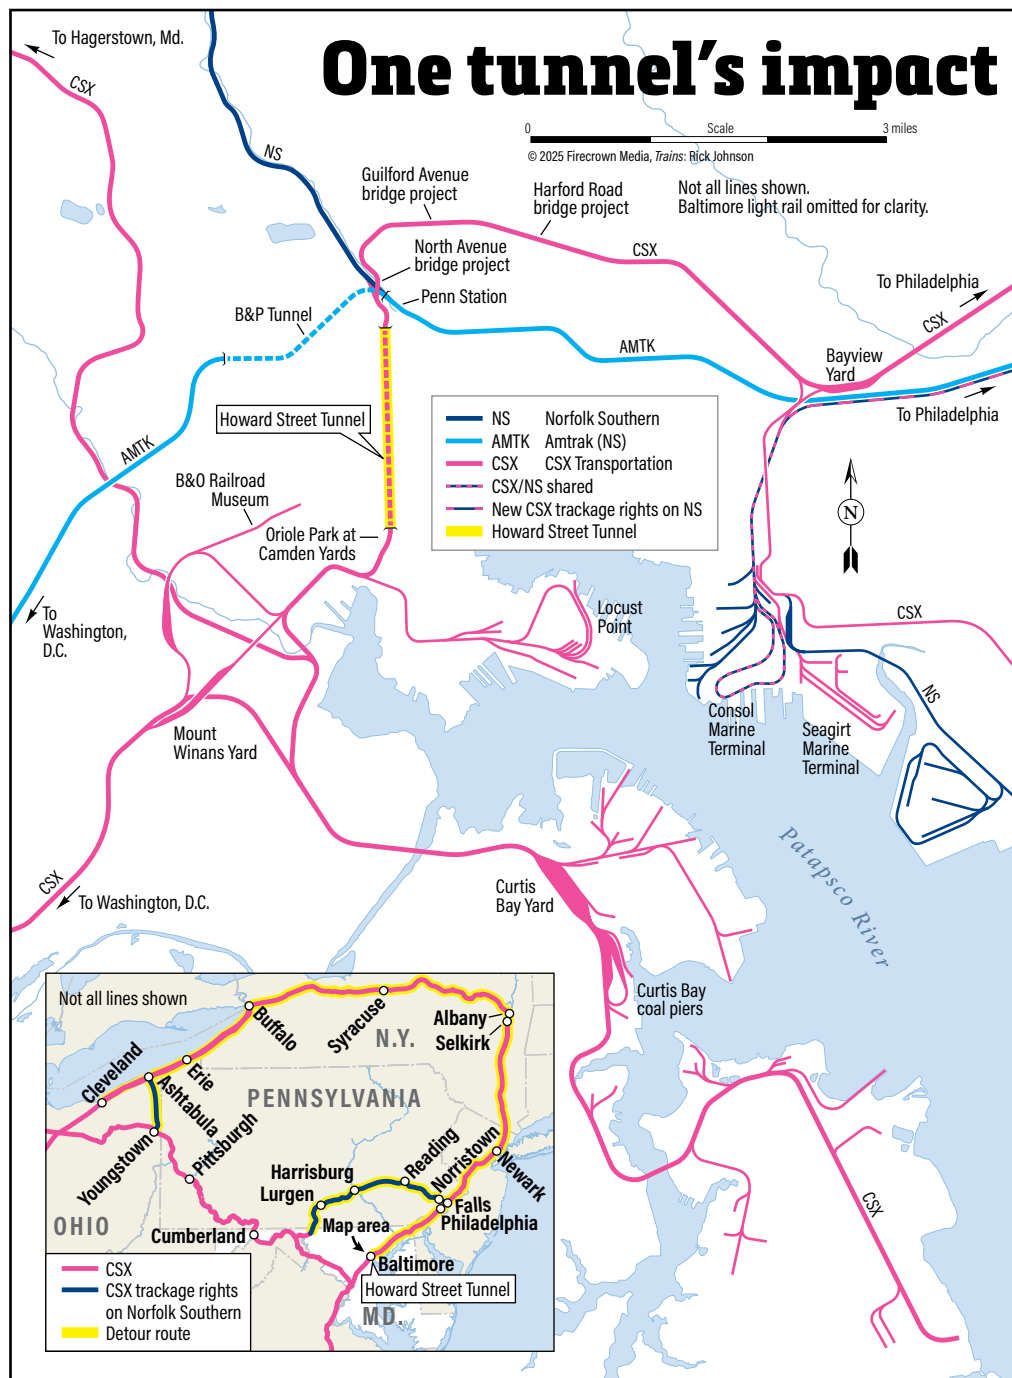 One tunnel's impact
To Hagerstown, Md.
CSX
NS
0 Scale 3 miles
© 2025 Firecrown Media, Trains: Rick Johnson
Not all lines shown.
Baltimore light rail omitted for clarity.
Guilford Avenue
bridge project
Harford Road
bridge project
CSX
North Avenue
bridge project
Penn Station
To Philadelphia
CSX
B&P Tunnel
AMTK
Bayview
Yard
To Philadelphia
Howard Street Tunnel
AMTK
NS Norfolk Southern
AMTK Amtrak (NS)
CSX CSX Transportation
CSX/NS shared
New CSX trackage rights on NS
Howard Street Tunnel
N
B&O Railroad
Museum
Oriole Park at
Camden Yards
To
Washington,
D.C.
Locust
Point
CSX
NS
Consol
Marine
Terminal
Seagirt
Marine
Terminal
Mount
Winans Yard
CSX
To Washington, D.C.
Curtis
Bay Yard
Patapsco River
Curtis Bay
coal piers
CSX
Not all lines shown
Buffalo
Syracuse
Albany
Selkirk
N.Y.
Cleveland
Erie
Ashtabula
PENNSYLVANIA
Youngstown
Pittsburgh
Harrisburg
Lurgen
Reading
Norristown
Newark
Falls
Philadelphia
OHIO
Cumberland
Map area
Baltimore
Howard Street Tunnel
MD.
CSX
CSX trackage rights
on Norfolk Southern
Detour route